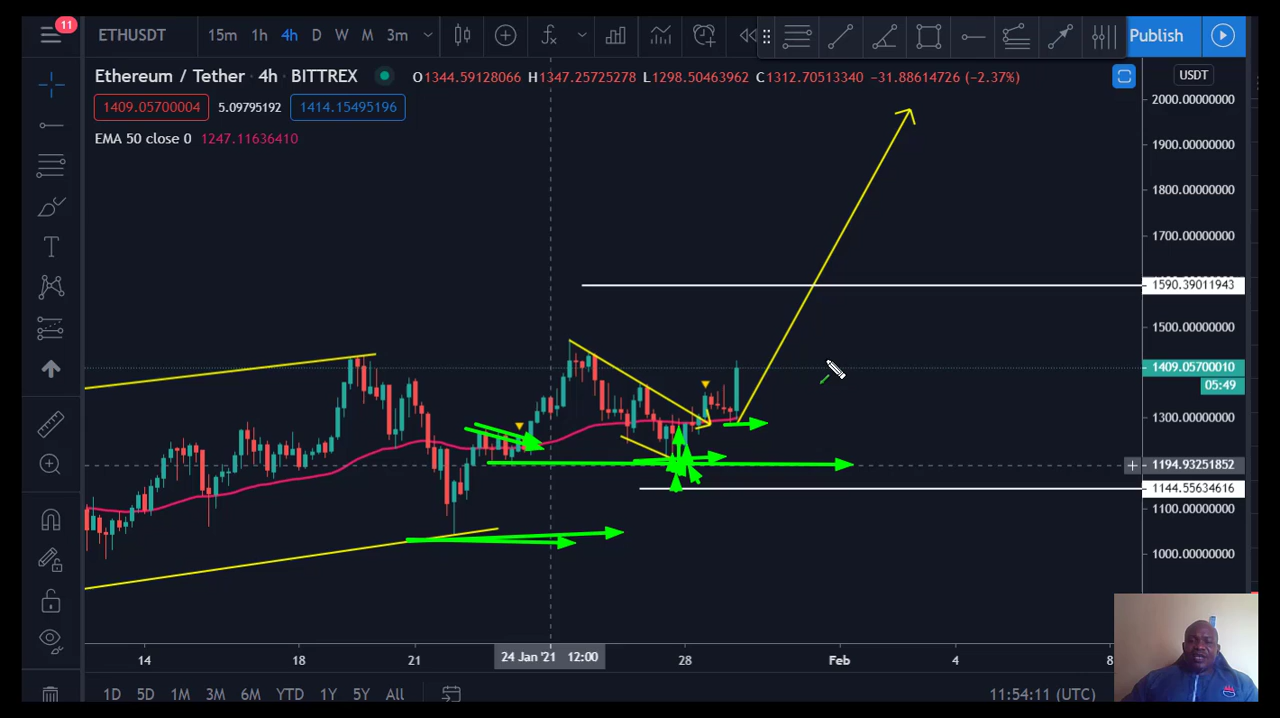 11
ETHUSDT 15m 1h 4h D W M 3m Publish
Ethereum / Tether 4h BITTREX O1344.59128066 H1347.25725278 L1298.50463962 C1312.70513340 −31.88614726 (−2.37%)
USDT
1409.05700004 5.09795192 1414.15495196
EMA 50 close 0 1247.11636410
2000.00000000
1900.00000000
1800.00000000
1700.00000000
1590.39011943
1500.00000000
1409.05700010
05:49
1300.00000000
1194.93251852
1144.55634616
1100.00000000
1000.00000000
14 18 21 24 Jan '21 12:00 28 Feb 4 8
1D 5D 1M 3M 6M YTD 1Y 5Y All 11:54:11 (UTC)